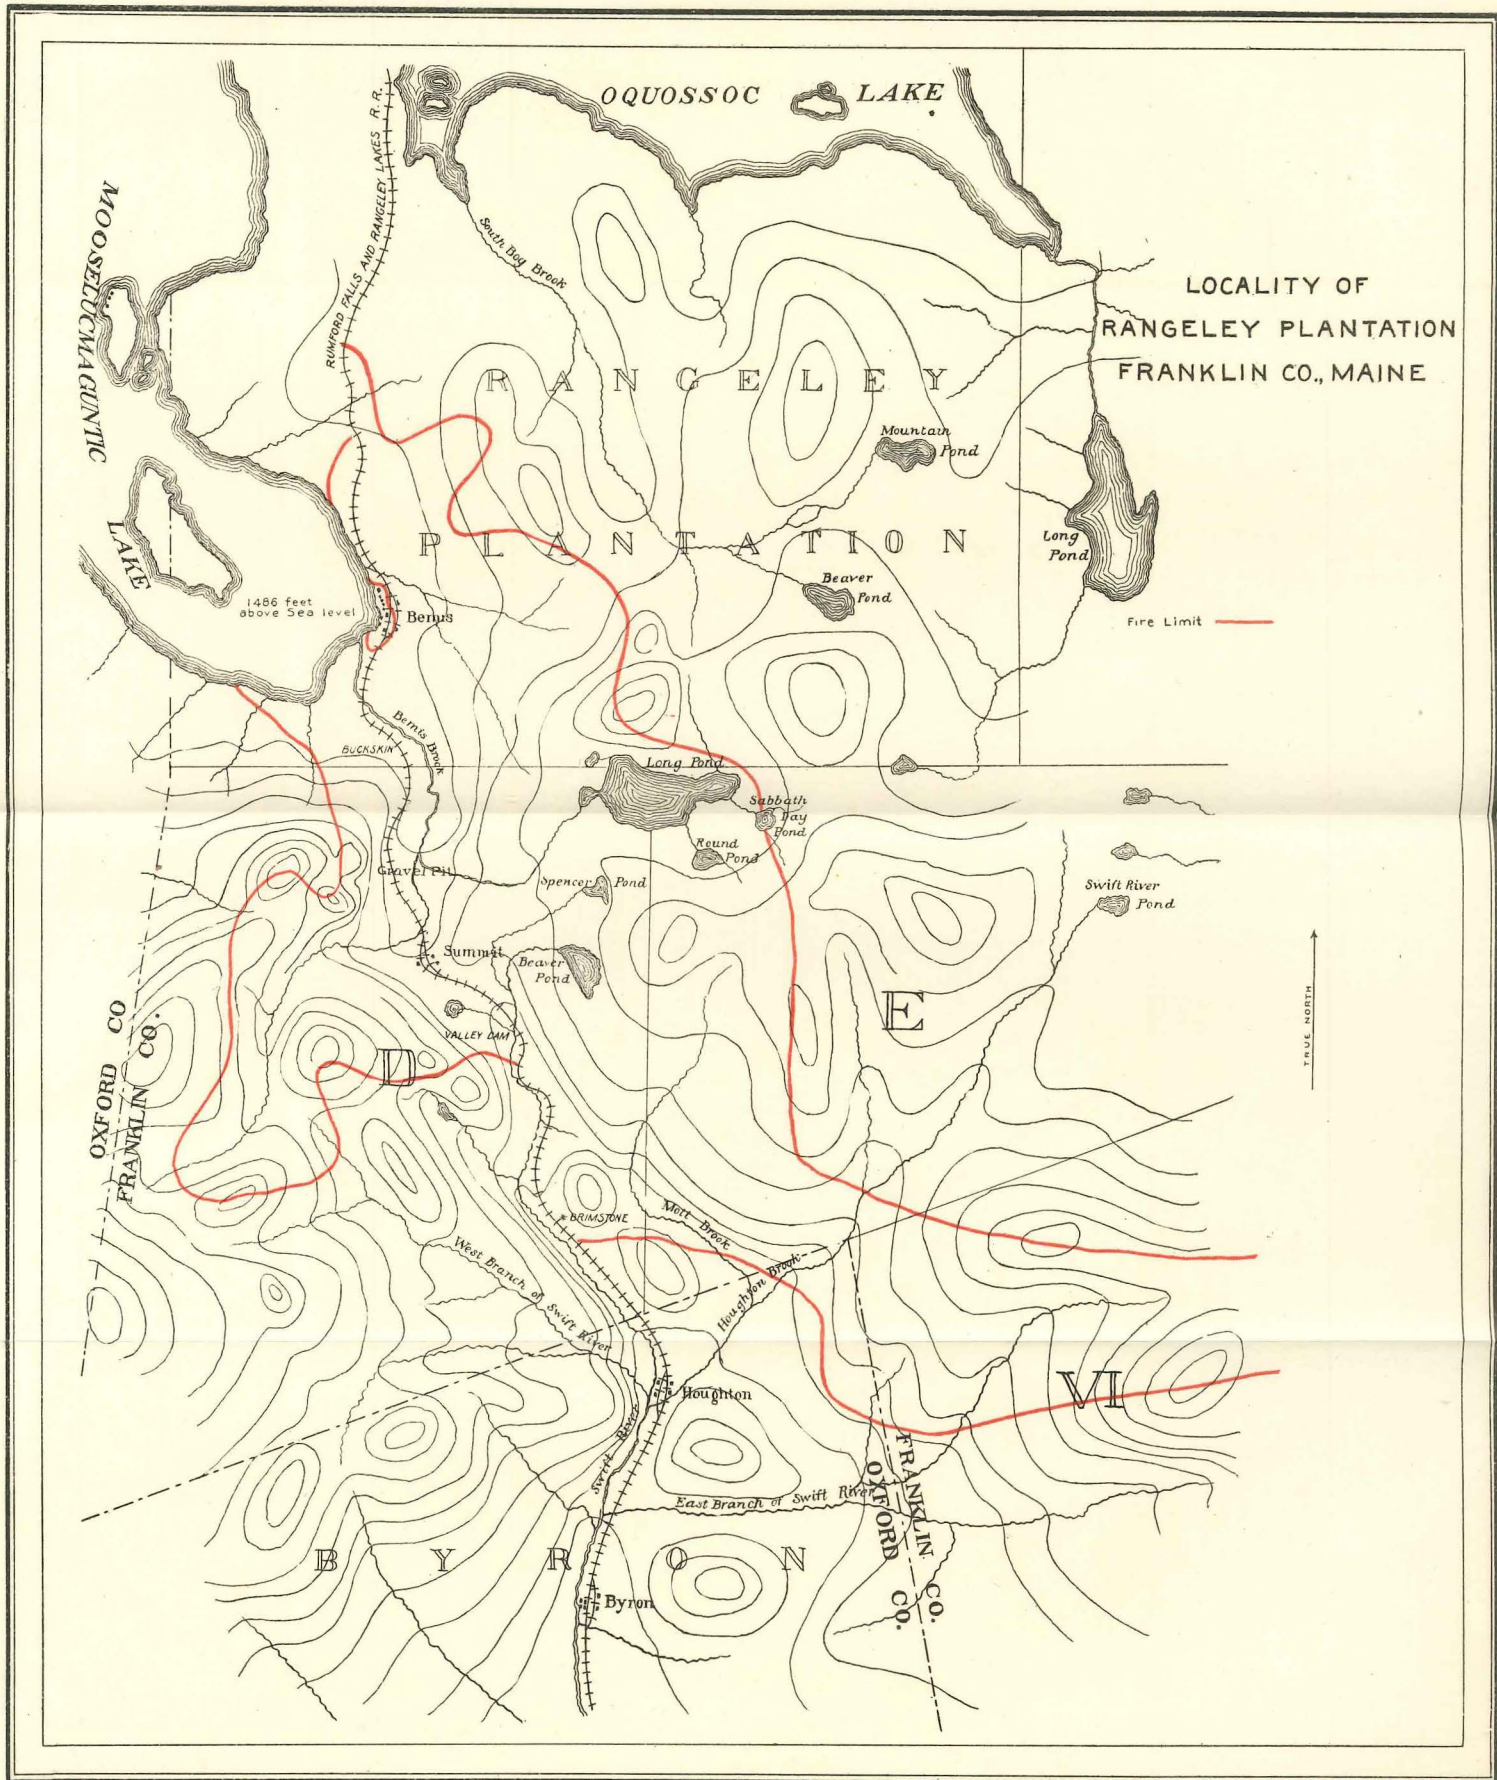 OQUOSSOC LAKE
MOOSELUCMAGUNTIC
LAKE
RUMFORD FALLS AND RANGELEY LAKES R.R.
South Bog Brook
LOCALITY OF
RANGELEY PLANTATION
FRANKLIN CO., MAINE
RANGELEY
Mountain
Pond
PLANTATION
Long
Pond
Beaver
Pond
1486 feet
above Sea level
Bemis
Fire Limit
Bemis Brook
BUCKSKIN
Long Pond
Sabbath
Day
Pond
Round
Pond
Gravel Pit
Spencer Pond
Swift River
Pond
Summit
Beaver
Pond
VALLEY DAM
E
D
TRUE NORTH
OXFORD CO
FRANKLIN CO.
BRIMSTONE
Mott Brook
West Branch of Swift River
Houghton Brook
Houghton
VI
Swift River
East Branch of Swift River
FRANKLIN CO.
OXFORD CO.
BYRON
Byron